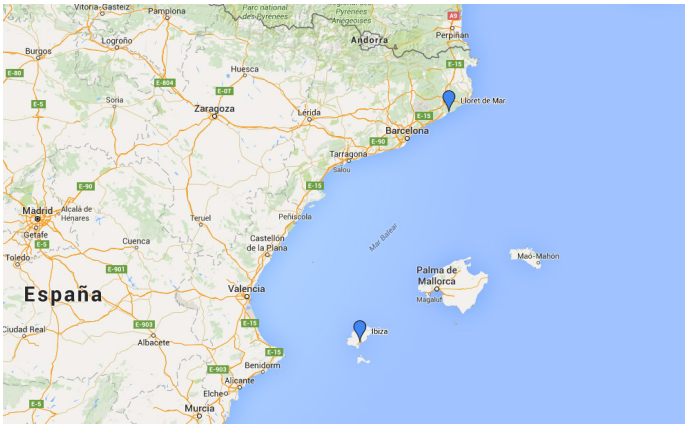 Vitoria-Gasteiz
Pamplona
Parc national
des Pyrénées
Pyrénées
Ariégeoises
A9
Perpiñán
Andorra
Logroño
Burgos
Huesca
E-15
E-80
E-804
E-07
E-5
Soria
Zaragoza
Lérida
Lloret de Mar
E-15
Barcelona
E-90
Tarragona
Salou
E-90
E-15
Madrid
Alcalá de
Henares
Getafe
E-5
Teruel
Peñíscola
Mar Balear
Cuenca
Castellón
de la Plana
Toledo
E-901
Maó-Mahón
Palma de
Mallorca
Magaluf
España
Valencia
E-15
E-903
Ciudad Real
Albacete
Ibiza
E-15
Benidorm
E-903
Alicante
Elche
E-5
Murcia